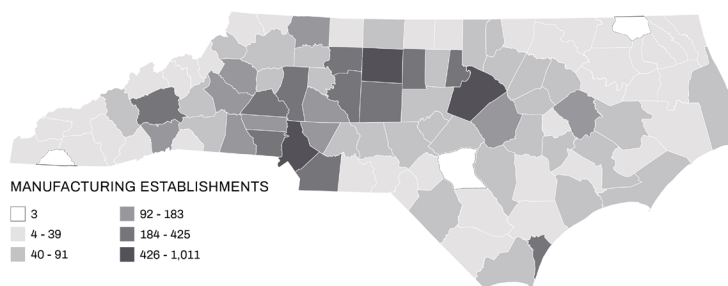 MANUFACTURING ESTABLISHMENTS
3
4 - 39
40 - 91
92 - 183
184 - 425
426 - 1,011